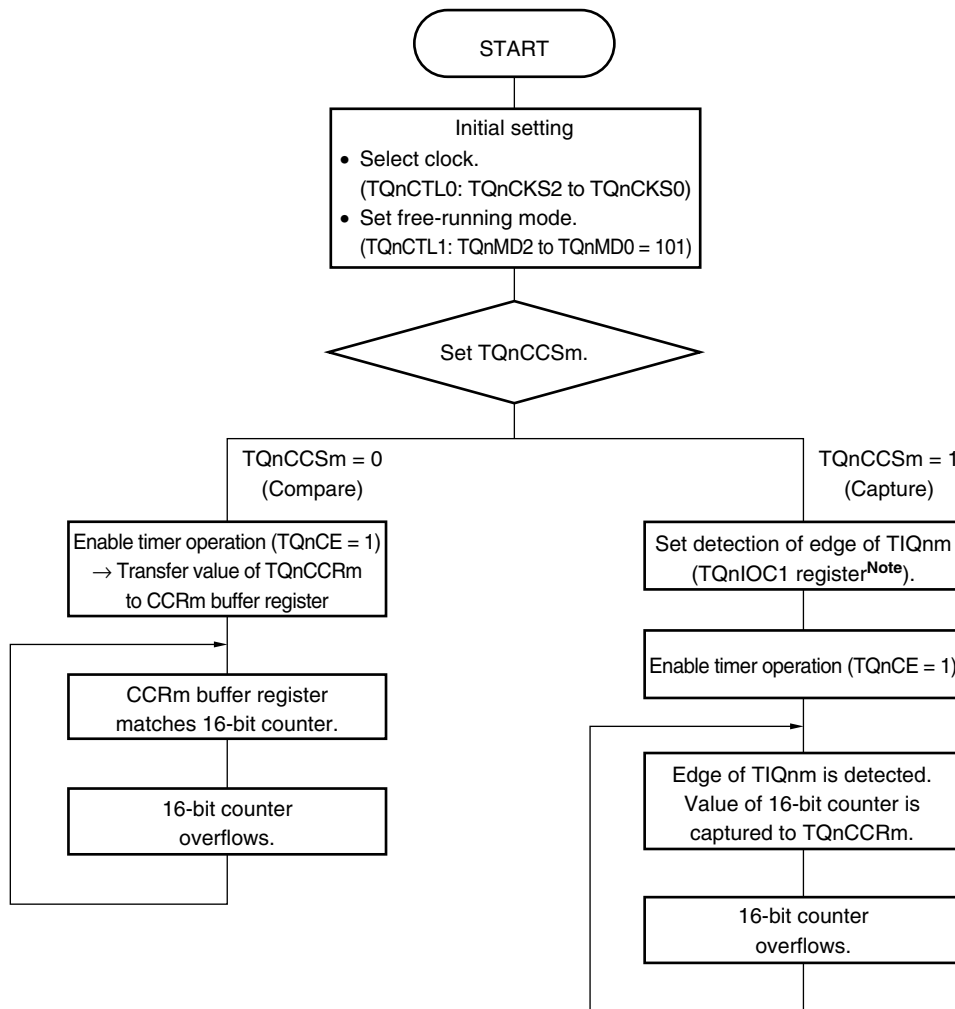 START
Initial setting
• Select clock.
(TQnCTL0: TQnCKS2 to TQnCKS0)
• Set free-running mode.
(TQnCTL1: TQnMD2 to TQnMD0 = 101)
Set TQnCCSm.
TQnCCSm = 0
(Compare)
Enable timer operation (TQnCE = 1)
→ Transfer value of TQnCCRm
to CCRm buffer register
CCRm buffer register
matches 16-bit counter.
16-bit counter
overflows.
TQnCCSm = 1
(Capture)
Set detection of edge of TIQnm
(TQnIOC1 registerNote).
Enable timer operation (TQnCE = 1)
Edge of TIQnm is detected.
Value of 16-bit counter is
captured to TQnCCRm.
16-bit counter
overflows.